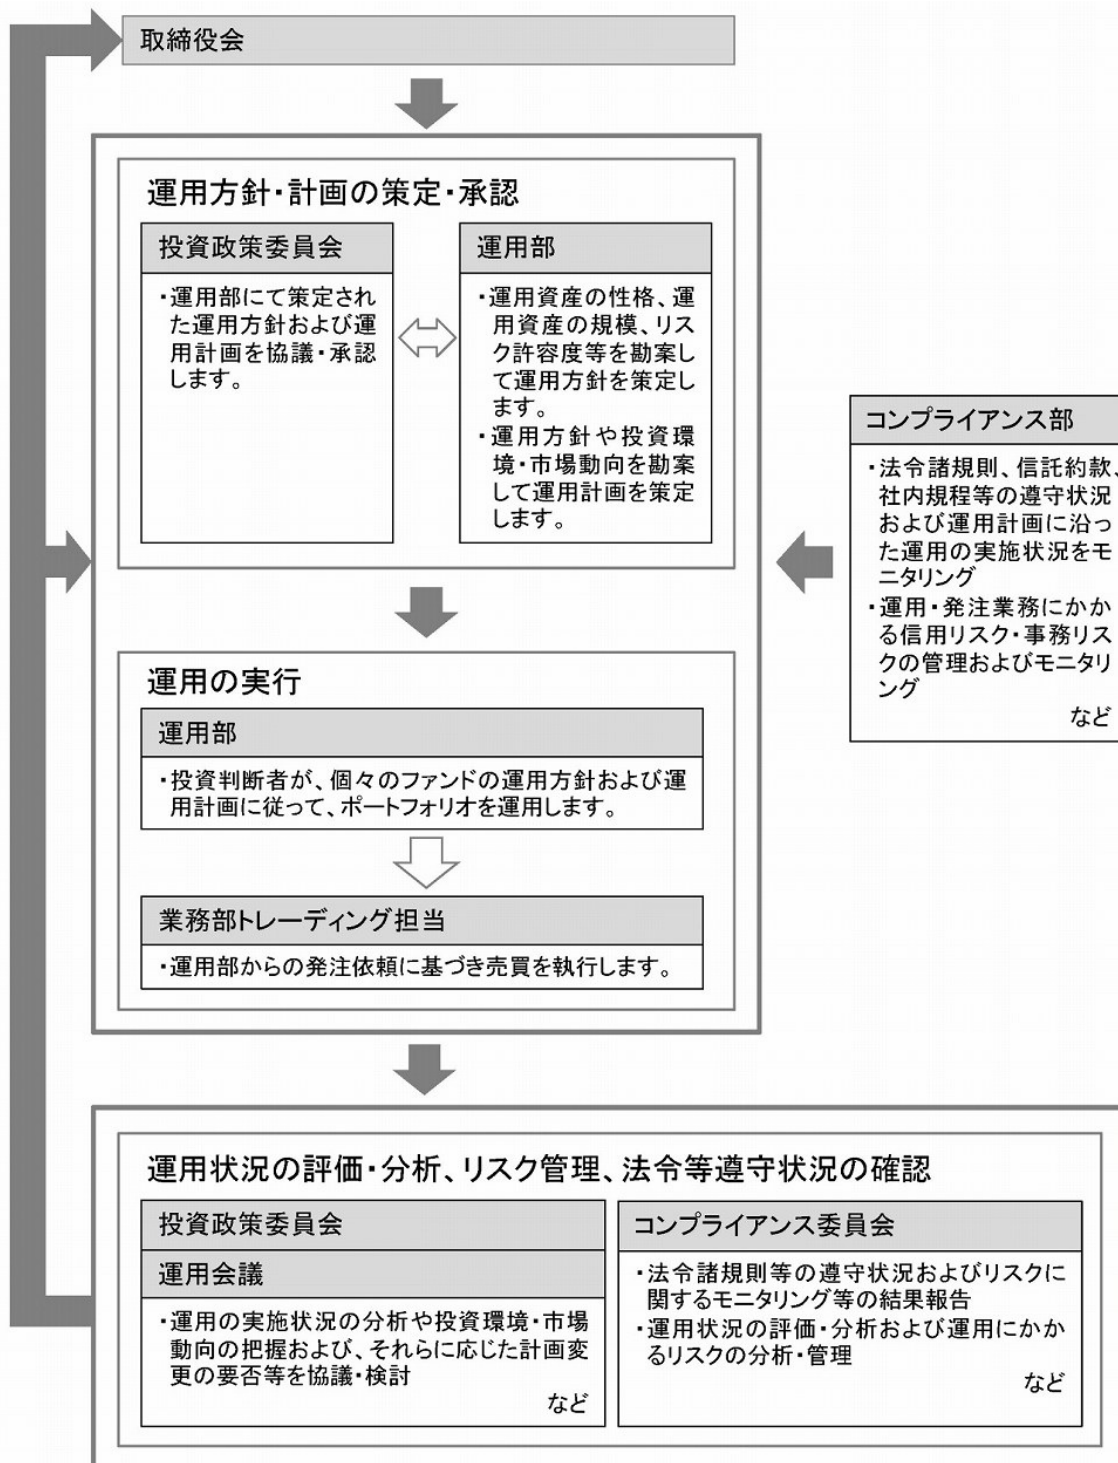 取締役会
運用方針・計画の策定・承認
投資政策委員会
・運用部にて策定され
た運用方針および運
用計画を協議・承認
します。
運用部
・運用資産の性格、運
用資産の規模、リス
ク許容度等を勘案し
て運用方針を策定し
ます。
・運用方針や投資環
境・市場動向を勘案
して運用計画を策定
します。
コンプライアンス部
・法令諸規則、信託約款、
社内規程等の遵守状況
および運用計画に沿っ
た運用の実施状況をモ
ニタリング
・運用・発注業務にかか
る信用リスク・事務リス
クの管理およびモニタリ
ング
など
運用の実行
運用部
・投資判断者が、個々のファンドの運用方針および運
用計画に従って、ポートフォリオを運用します。
業務部トレーディング担当
・運用部からの発注依頼に基づき売買を執行します。
運用状況の評価・分析、リスク管理、法令等遵守状況の確認
投資政策委員会
運用会議
・運用の実施状況の分析や投資環境・市場
動向の把握および、それらに応じた計画変
更の要否等を協議・検討
など
コンプライアンス委員会
・法令諸規則等の遵守状況およびリスクに
関するモニタリング等の結果報告
・運用状況の評価・分析および運用にかか
るリスクの分析・管理
など